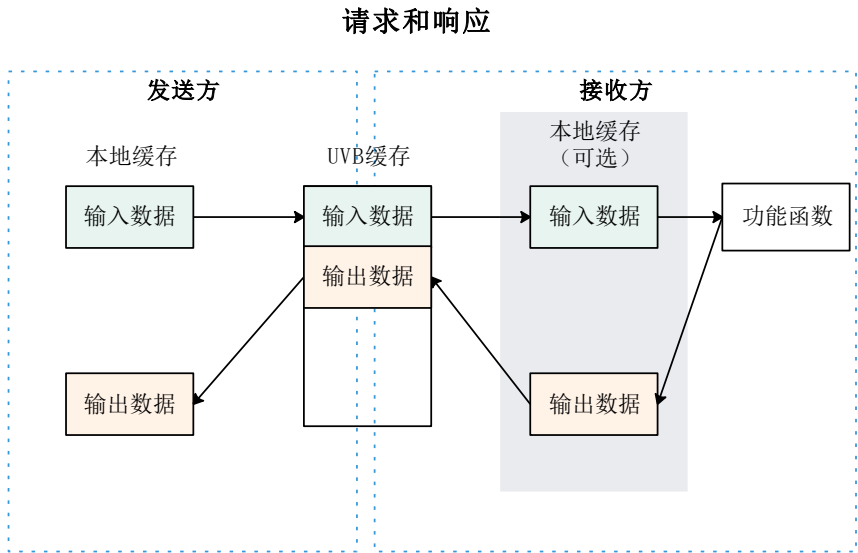 请求和响应
发送方
接收方
本地缓存
UVB缓存
本地缓存
（可选）
输入数据
输入数据
输入数据
功能函数
输出数据
输出数据
输出数据